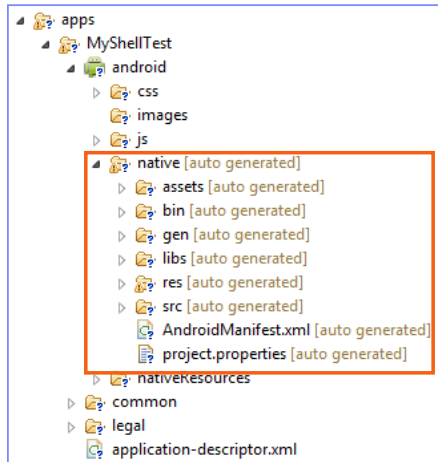 apps
MyShellTest
android
css
images
js
native [auto generated]
assets [auto generated]
bin [auto generated]
gen [auto generated]
libs [auto generated]
res [auto generated]
src [auto generated]
AndroidManifest.xml [auto generated]
project.properties [auto generated]
nativeResources
common
legal
application-descriptor.xml